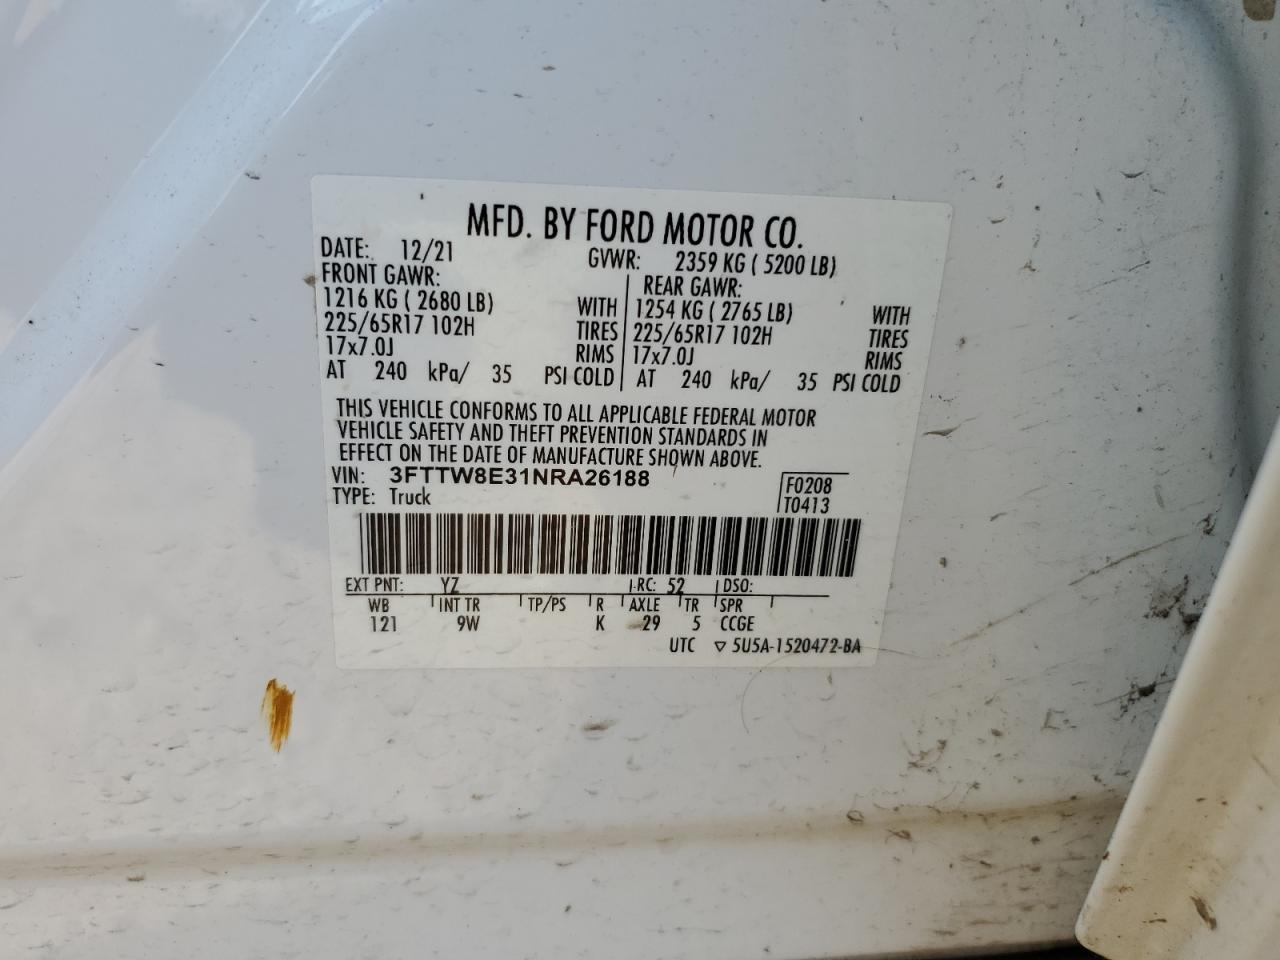 MFD. BY FORD MOTOR CO.
DATE: 12/21 GVWR: 2359 KG ( 5200 LB)
FRONT GAWR: REAR GAWR:
1216 KG ( 2680 LB) WITH 1254 KG ( 2765 LB) WITH
225/65R17 102H TIRES 225/65R17 102H TIRES
17x7.0J RIMS 17x7.0J RIMS
AT 240 kPa/ 35 PSI COLD AT 240 kPa/ 35 PSI COLD
THIS VEHICLE CONFORMS TO ALL APPLICABLE FEDERAL MOTOR
VEHICLE SAFETY AND THEFT PREVENTION STANDARDS IN
EFFECT ON THE DATE OF MANUFACTURE SHOWN ABOVE.
VIN: 3FTTW8E31NRA26188
TYPE: Truck
F0208
T0413
EXT PNT: YZ RC: 52 DSO:
WB INT TR TP/PS R AXLE TR SPR
121 9W K 29 5 CCGE
UTC ▽ 5U5A-1520472-BA